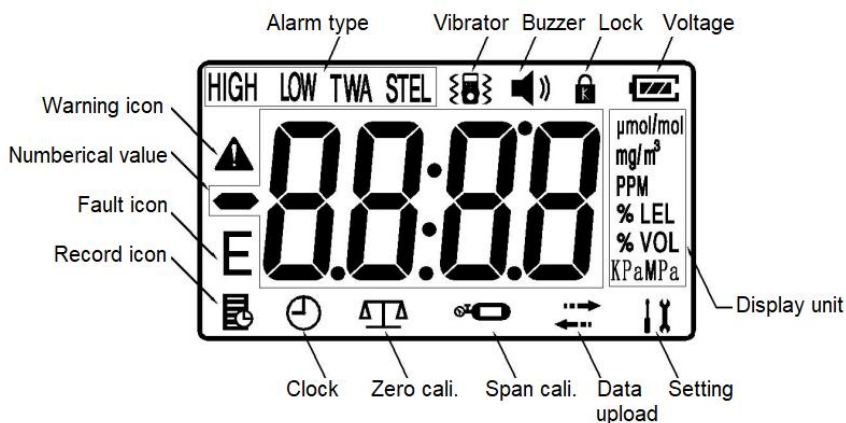 Alarm type
Vibrator
Buzzer
Lock
Voltage
HIGH LOW TWA STEL
K
Warning icon
Numberical value
Fault icon
Record icon
88:88
E
µmol/mol
mg/m³
PPM
% LEL
% VOL
KPaMPa
Display unit
Clock
Zero cali.
Span cali.
Data
upload
Setting